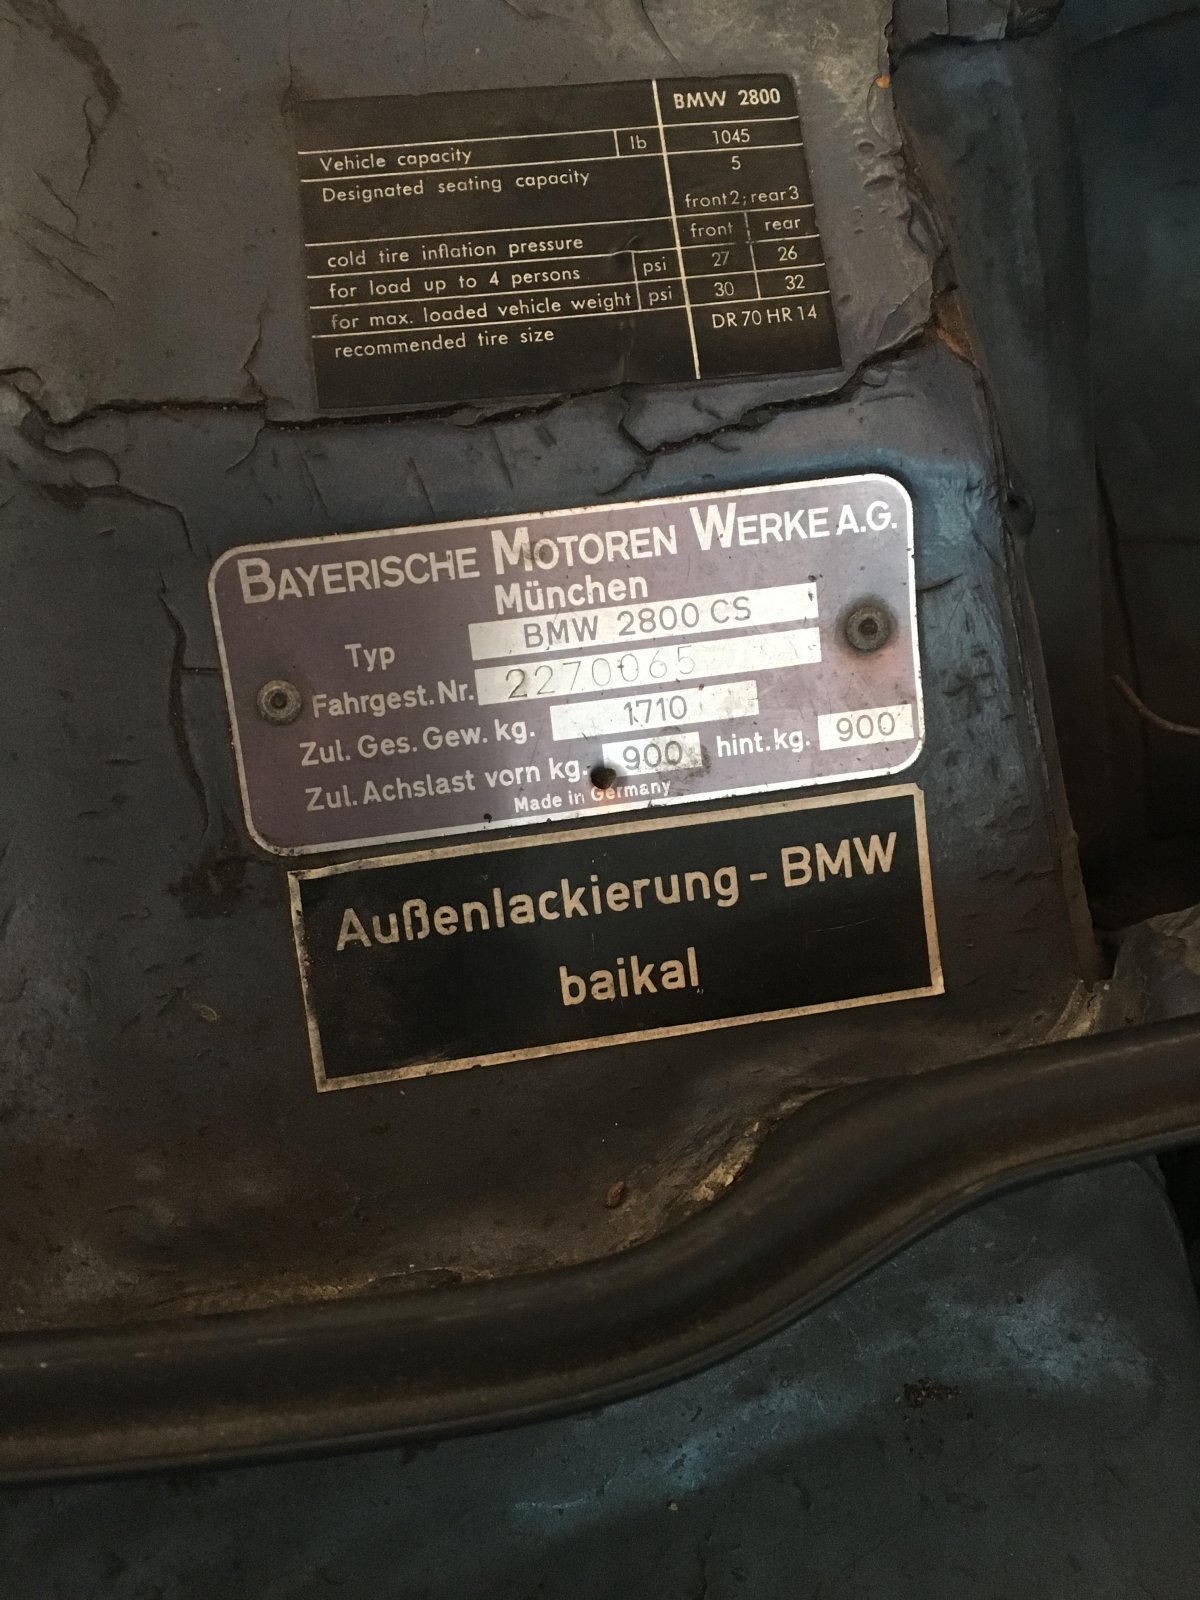 BMW 2800
Vehicle capacity lb 1045
Designated seating capacity 5
front 2; rear 3
cold tire inflation pressure front rear
for load up to 4 persons psi 27 26
for max. loaded vehicle weight psi 30 32
recommended tire size DR 70 HR 14
BAYERISCHE MOTOREN WERKE A.G.
München
Typ BMW 2800 CS
Fahrgest. Nr. 2270065
Zul. Ges. Gew. kg. 1710
Zul. Achslast vorn kg. 900 hint. kg. 900
Made in Germany
Außenlackierung - BMW
baikal